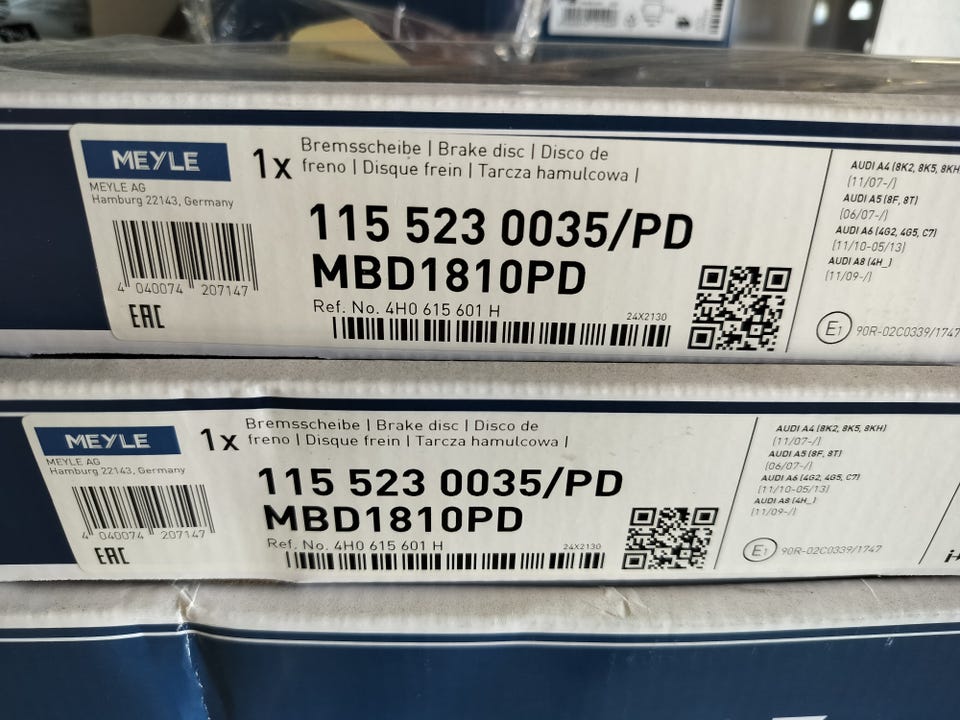 MEYLE
MEYLE AG
Hamburg 22143, Germany
4 040074 207147
EAC
1x
Bremsscheibe | Brake disc | Disco de
freno | Disque frein | Tarcza hamulcowa |
115 523 0035/PD
MBD1810PD
Ref. No. 4H0 615 601 H
24X2130
AUDI A4 (8K2, 8K5, 8KH
(11/07-/)
AUDI A5 (8F, 8T)
(06/07-/)
AUDI A6 (4G2, 4G5, C7)
(11/10-05/13)
AUDI A8 (4H_)
(11/09-/)
E1 90R-02C0339/1747
MEYLE
MEYLE AG
Hamburg 22143, Germany
4 040074 207147
EAC
1x
Bremsscheibe | Brake disc | Disco de
freno | Disque frein | Tarcza hamulcowa |
115 523 0035/PD
MBD1810PD
Ref. No. 4H0 615 601 H
24X2130
AUDI A4 (8K2, 8K5, 8KH)
(11/07-/)
AUDI A5 (8F, 8T)
(06/07-/)
AUDI A6 (4G2, 4G5, C7)
(11/10-05/13)
AUDI A8 (4H_)
(11/09-/)
E1 90R-02C0339/1747